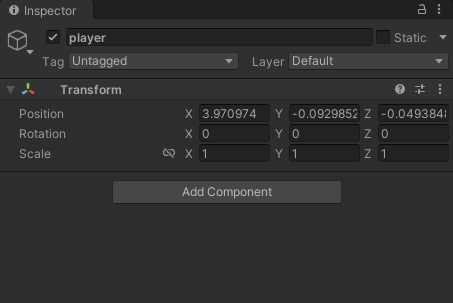 Inspector
player
Static
Tag Untagged Layer Default
Transform
Position X 3.970974 Y -0.0929852 Z -0.0493848
Rotation X 0 Y 0 Z 0
Scale X 1 Y 1 Z 1
Add Component